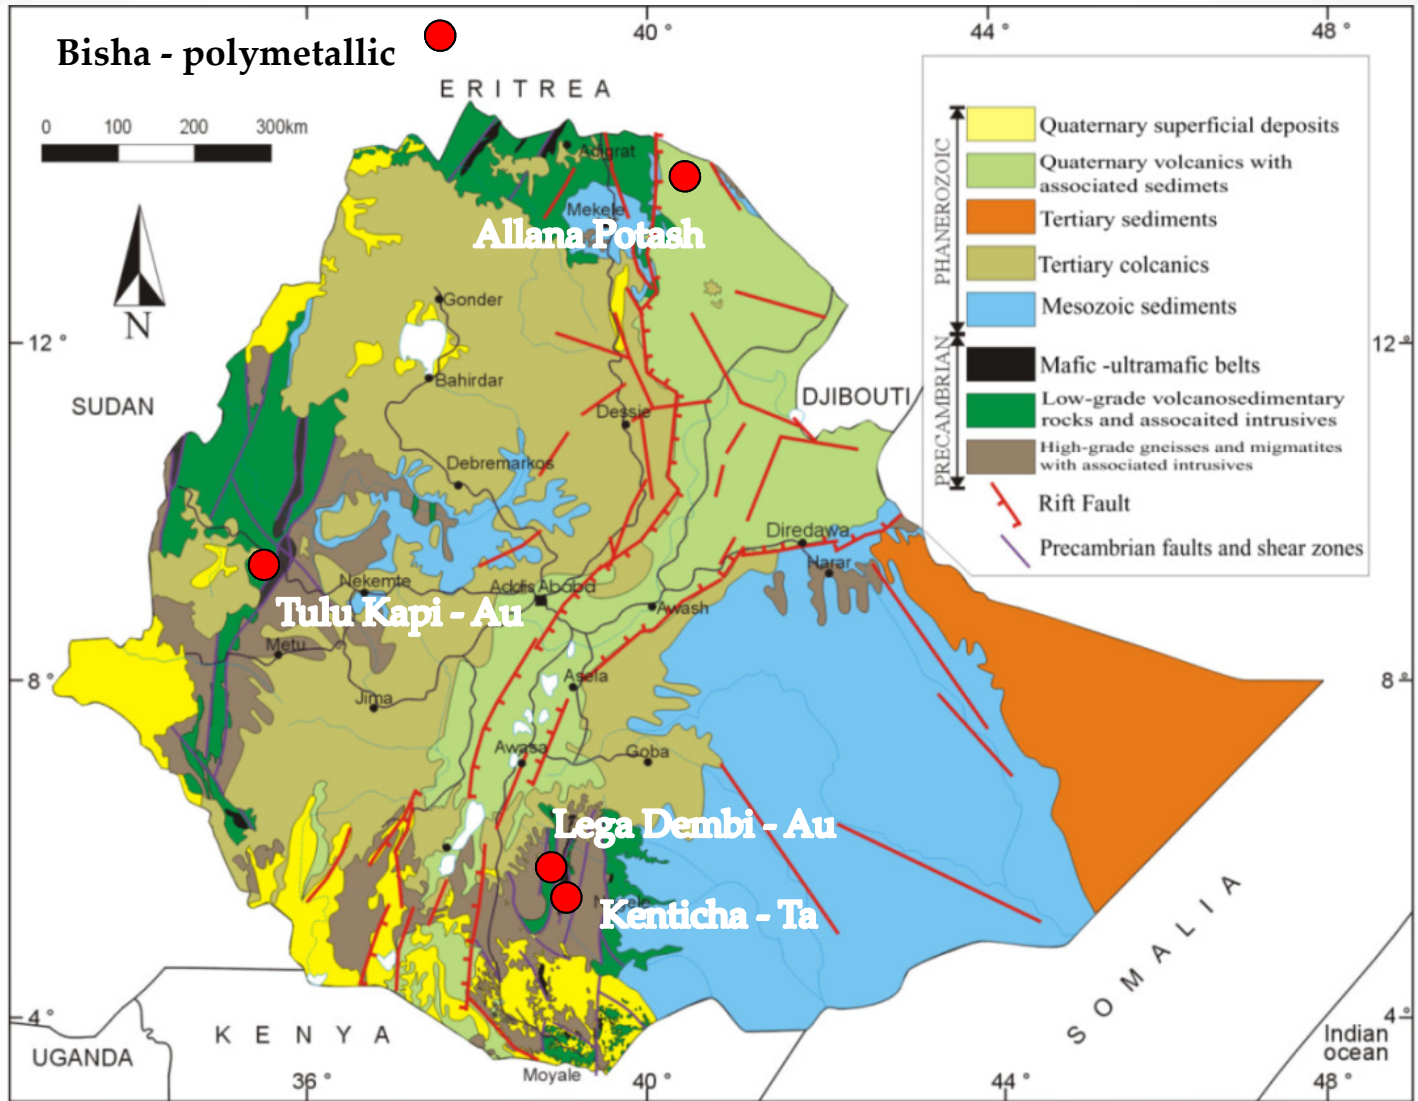 40 °
44 °
48 °
Bisha - polymetallic
ERITREA
0 100 200 300km
N
Adigrat
Mekele
Allana Potash
Gonder
12 °
12 °
Bahirdar
SUDAN
DJIBOUTI
Dessie
Debremarkos
Diredawa
Harar
Nekemte
Addis Ababa
Awash
Tulu Kapi - Au
Metu
8 °
8 °
Asela
Jima
Awasa
Goba
Lega Dembi - Au
Kenticha - Ta
SOMALIA
4 °
4 °
KENYA
UGANDA
Moyale
Indian
ocean
36 °
40 °
44 °
48 °
PHANEROZOIC
Quaternary superficial deposits
Quaternary volcanics with
associated sedimets
Tertiary sediments
Tertiary colcanics
Mesozoic sediments
PRECAMBRIAN
Mafic -ultramafic belts
Low-grade volcanosedimentary
rocks and assocaited intrusives
High-grade gneisses and migmatites
with associated intrusives
Rift Fault
Precambrian faults and shear zones